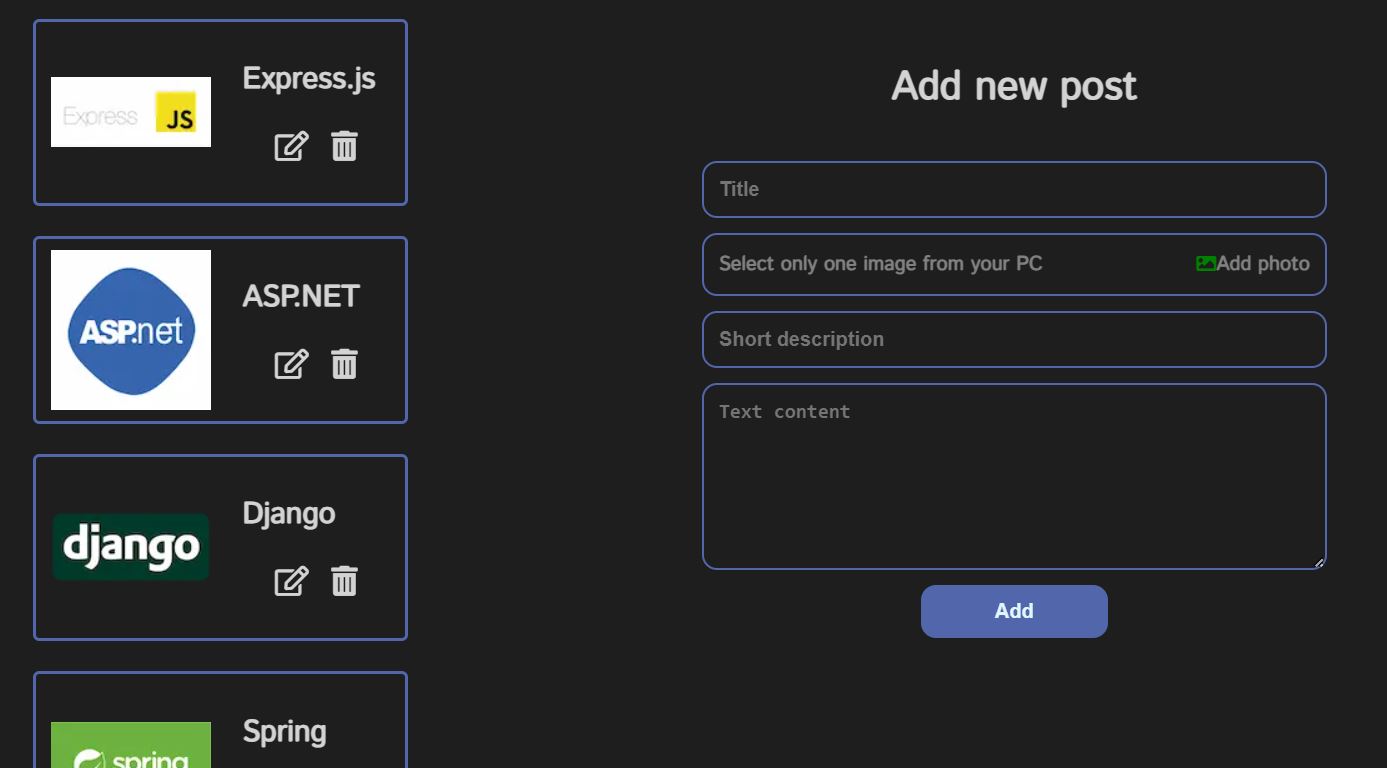 Express JS
Express.js
ASP.net
ASP.NET
django
Django
spring
Spring
Add new post
Title
Select only one image from your PC
Add photo
Short description
Text content
Add